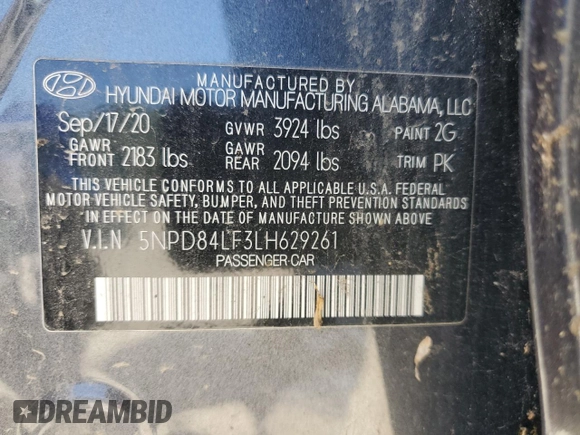 MANUFACTURED BY
HYUNDAI MOTOR MANUFACTURING ALABAMA, LLC
Sep/17/20 GVWR 3924 lbs PAINT 2G
GAWR FRONT 2183 lbs GAWR REAR 2094 lbs TRIM PK
THIS VEHICLE CONFORMS TO ALL APPLICABLE U.S.A. FEDERAL
MOTOR VEHICLE SAFETY, BUMPER, AND THEFT PREVENTION STANDARDS
IN EFFECT ON THE DATE OF MANUFACTURE SHOWN ABOVE.
V.I.N 5NPD84LF3LH629261
PASSENGER CAR
DREAMBID